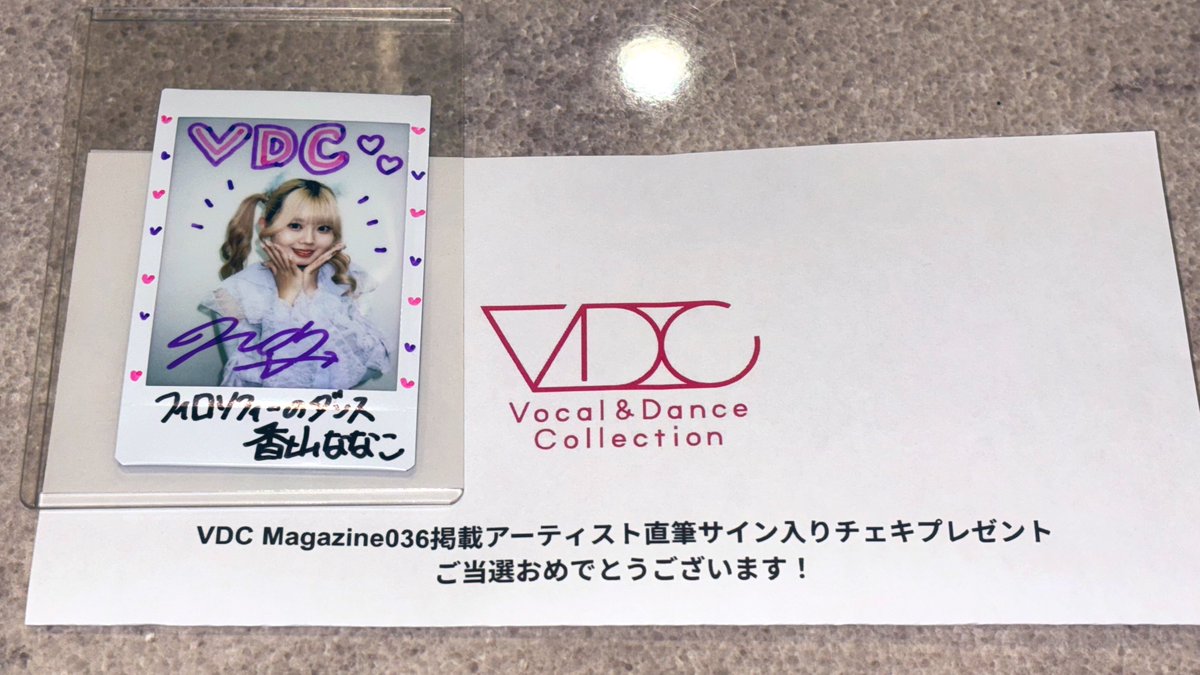 VDC
フィロソフィーのダンス
香山ななこ
VDC
Vocal & Dance
Collection
VDC Magazine036掲載アーティスト直筆サイン入りチェキプレゼント
ご当選おめでとうございます！